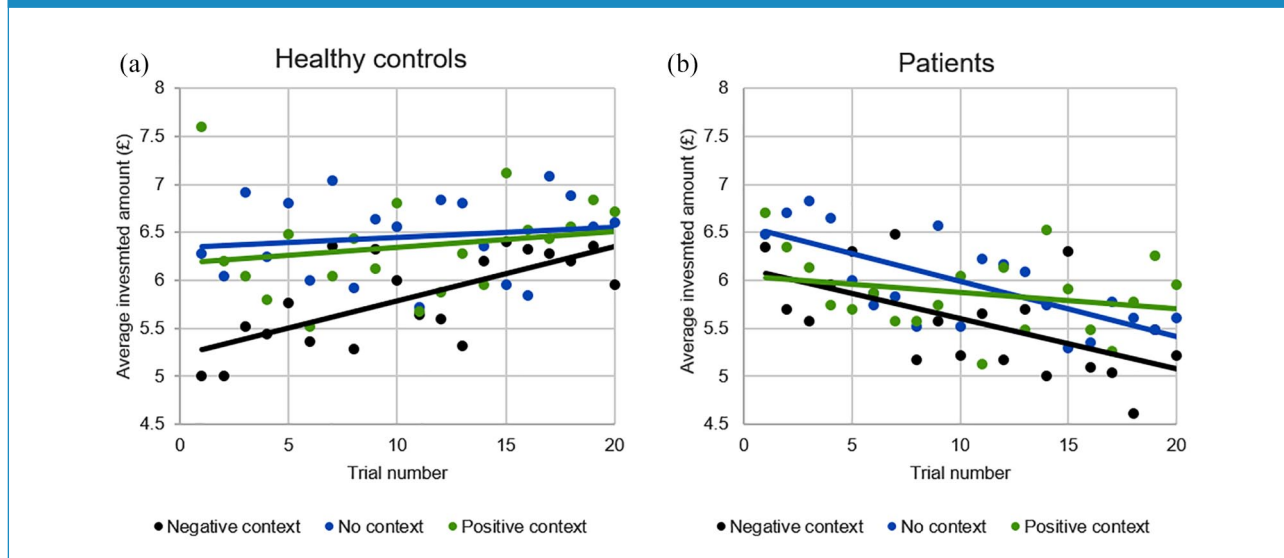 (a)
Healthy controls
Average invesmted amount (£)
8
7.5
7
6.5
6
5.5
5
4.5
0
5
10
15
20
Trial number
Negative context
No context
Positive context
(b)
Patients
Average invesmted amount (£)
8
7.5
7
6.5
6
5.5
5
4.5
0
5
10
15
20
Trial number
Negative context
No context
Positive context